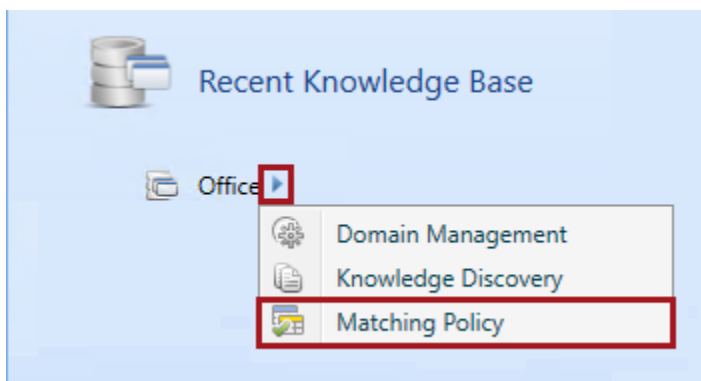 Recent Knowledge Base
Office
Domain Management
Knowledge Discovery
Matching Policy